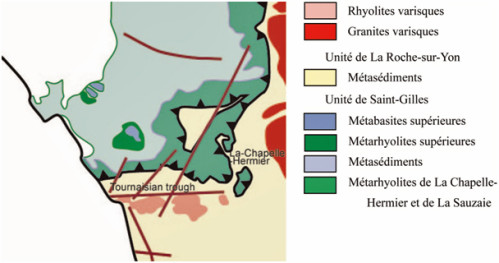 La-Chapelle
-Hermier
Tournaisian trough
Rhyolites varisques
Granites varisques
Unité de La Roche-sur-Yon
Métasédiments
Unité de Saint-Gilles
Métabasites supérieures
Métarhyolites supérieures
Métasédiments
Métarhyolites de La Chapelle-
Hermier et de La Sauzaie